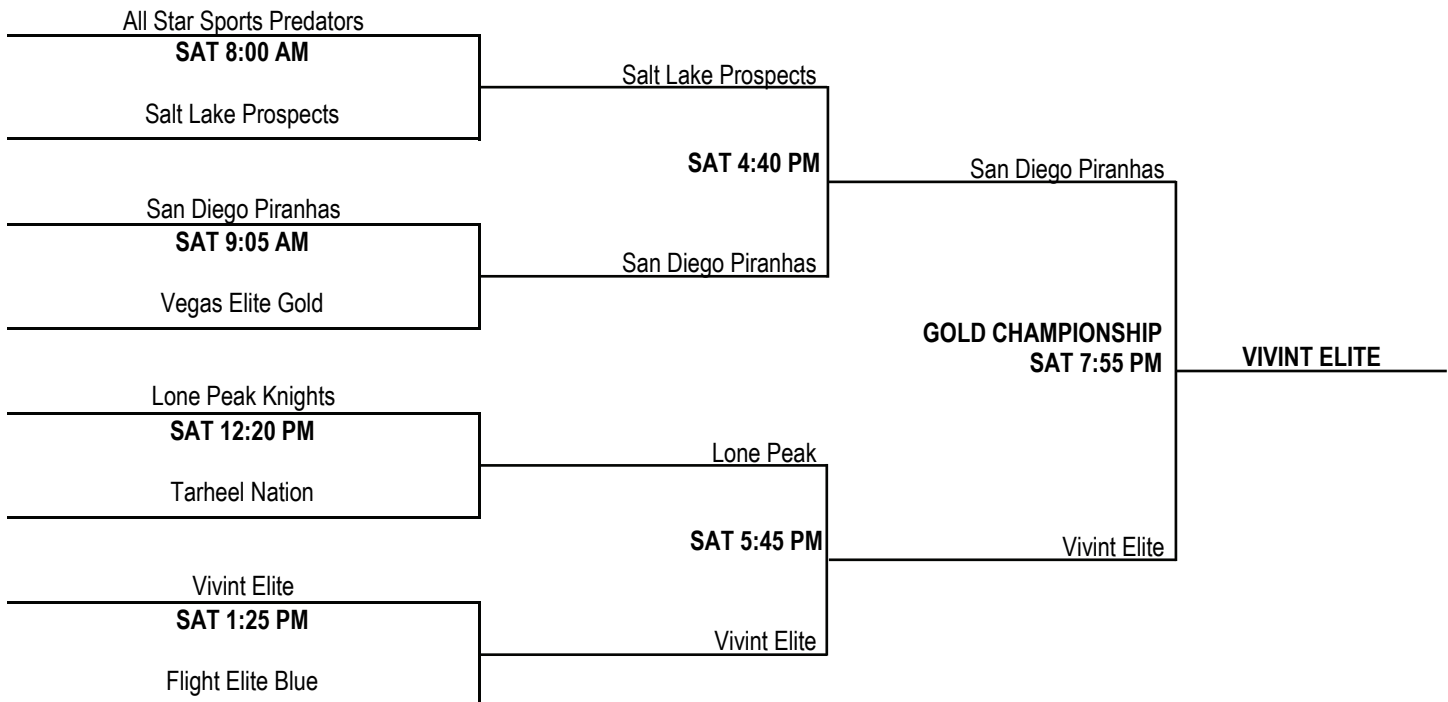 All Star Sports Predators
SAT 8:00 AM
Salt Lake Prospects
Salt Lake Prospects
SAT 4:40 PM
San Diego Piranhas
San Diego Piranhas
SAT 9:05 AM
San Diego Piranhas
Vegas Elite Gold
GOLD CHAMPIONSHIP
SAT 7:55 PM
VIVINT ELITE
Lone Peak Knights
SAT 12:20 PM
Lone Peak
Tarheel Nation
SAT 5:45 PM
Vivint Elite
Vivint Elite
SAT 1:25 PM
Vivint Elite
Flight Elite Blue